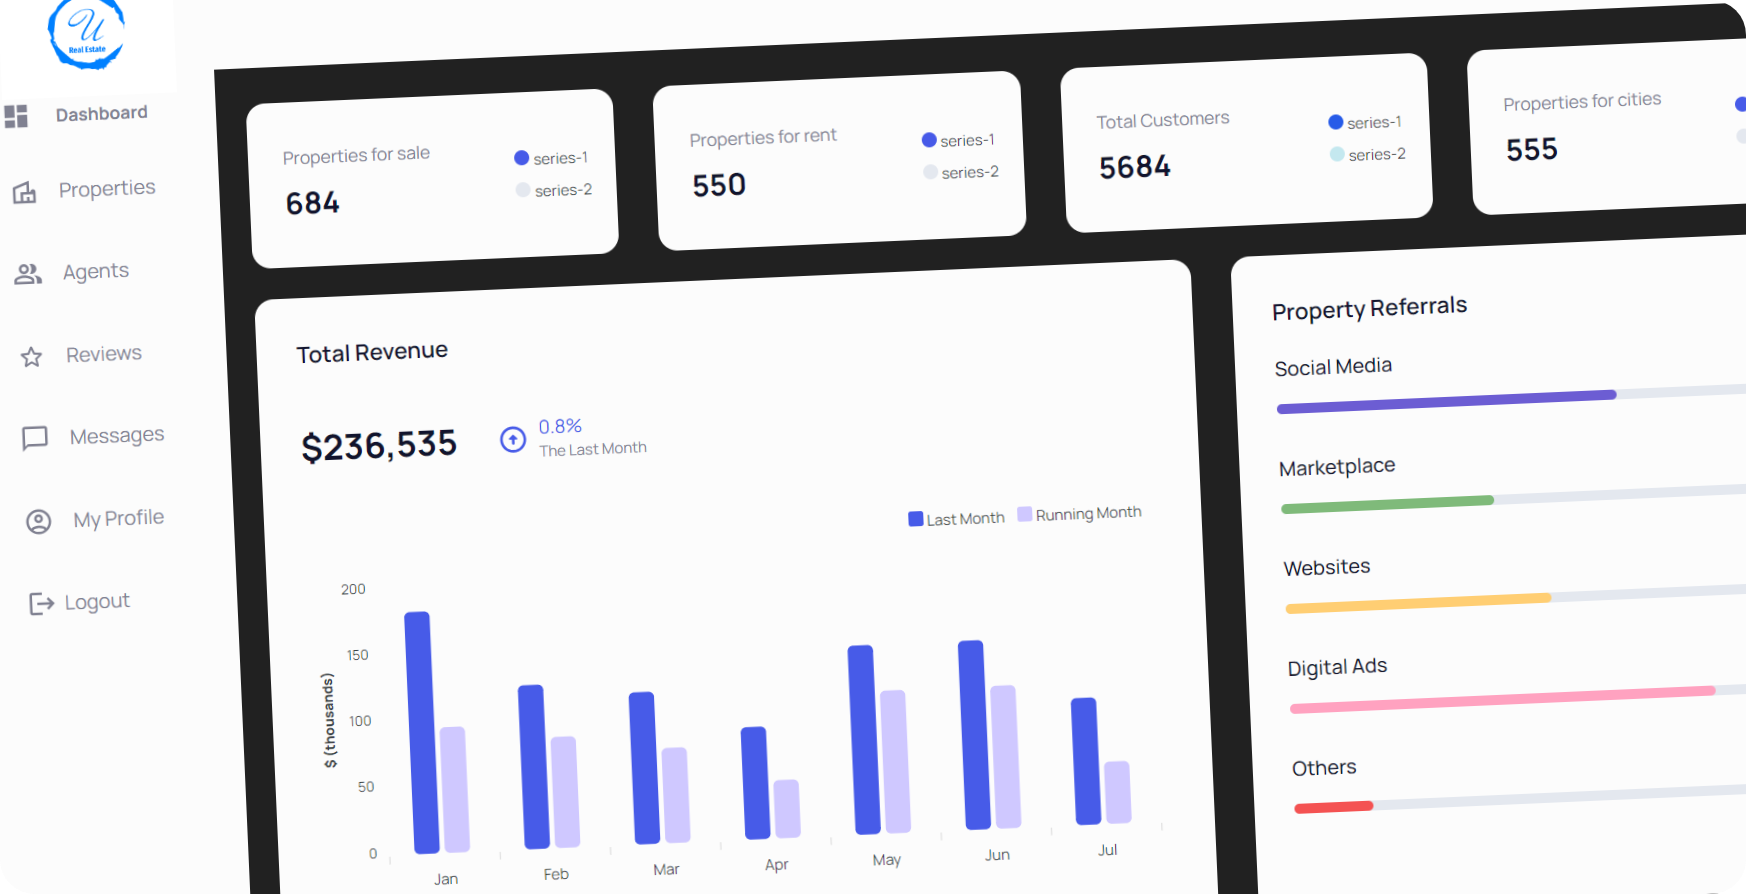 U
Real Estate
Dashboard
Properties
Agents
Reviews
Messages
My Profile
Logout
Properties for sale
684
series-1
series-2
Properties for rent
550
series-1
series-2
Total Customers
5684
series-1
series-2
Properties for cities
555
Total Revenue
$236,535
0.8%
The Last Month
Last Month
Running Month
$ (thousands)
200
150
100
50
0
Jan
Feb
Mar
Apr
May
Jun
Jul
Property Referrals
Social Media
Marketplace
Websites
Digital Ads
Others